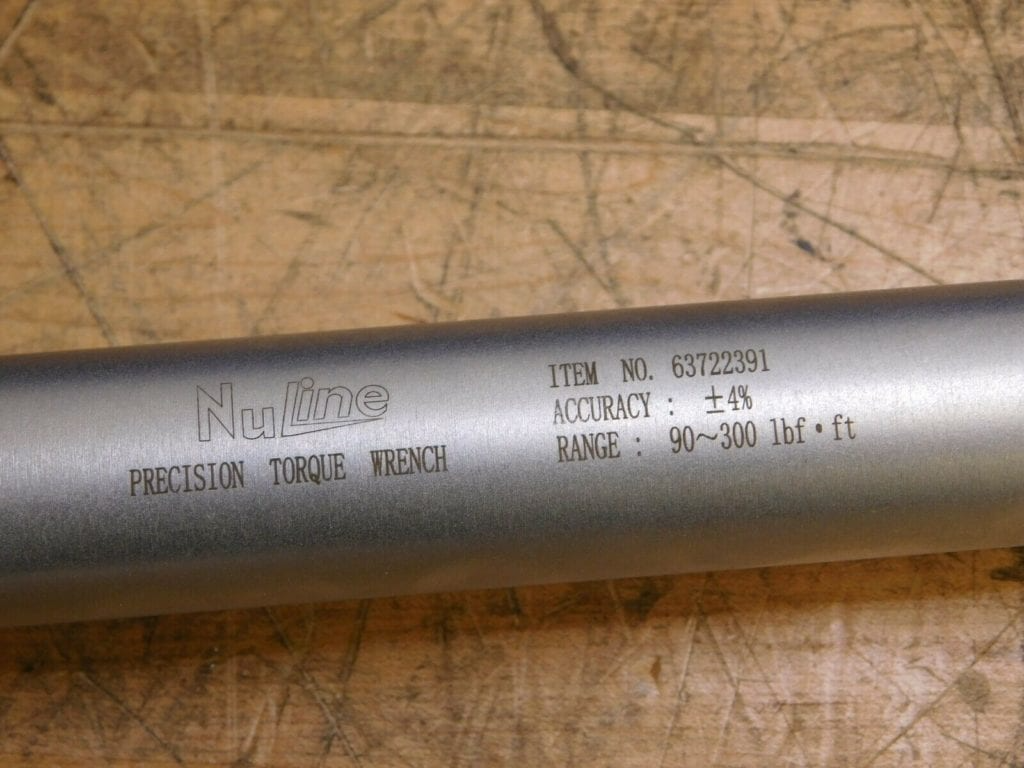 NuLine
PRECISION TORQUE WRENCH
ITEM NO. 63722391
ACCURACY : ±4%
RANGE : 90~300 lbf·ft